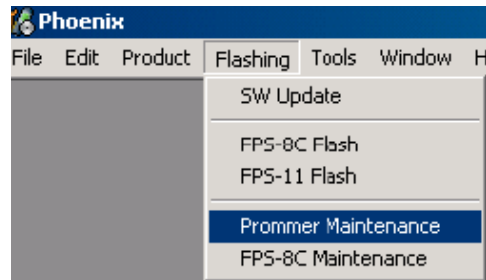 Phoenix
File Edit Product Flashing Tools Window H
SW Update
FPS-8C Flash
FPS-11 Flash
Prommer Maintenance
FPS-8C Maintenance